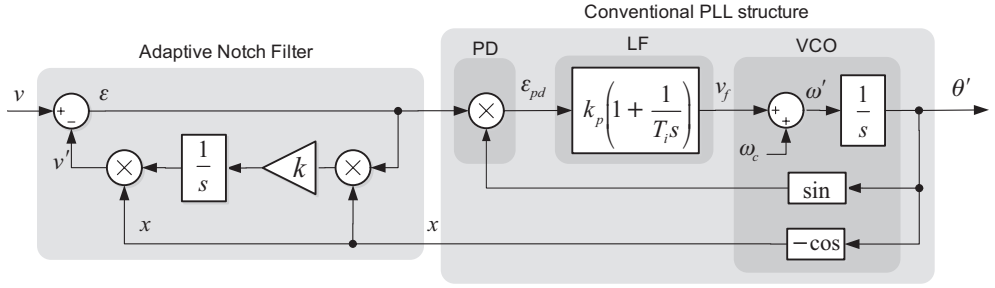 Conventional PLL structure
Adaptive Notch Filter
PD
LF
VCO
v
+
−
ε
×
ε_pd
k_p(1 + 1/(T_i s))
v_f
+
+
ω'
1/s
θ'
v'
×
1/s
k
×
ω_c
sin
x
x
−cos